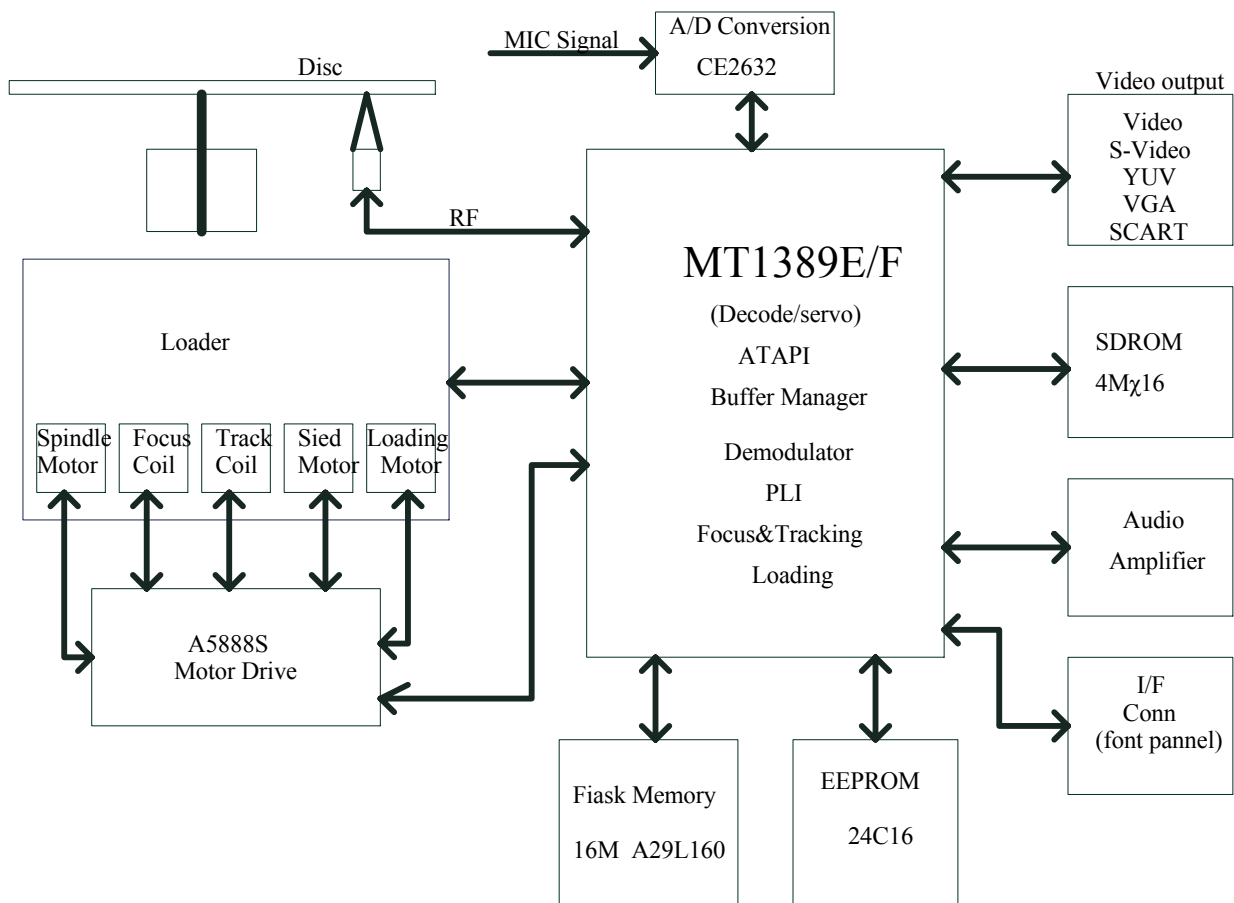 MIC Signal
A/D Conversion
CE2632
Disc
RF
Video output
Video
S-Video
YUV
VGA
SCART
MT1389E/F
(Decode/servo)
ATAPI
Buffer Manager
Demodulator
PLI
Focus&Tracking
Loading
Loader
Spindle
Motor
Focus
Coil
Track
Coil
Sied
Motor
Loading
Motor
SDROM
4Mχ16
Audio
Amplifier
A5888S
Motor Drive
I/F
Conn
(font pannel)
Fiask Memory
16M A29L160
EEPROM
24C16